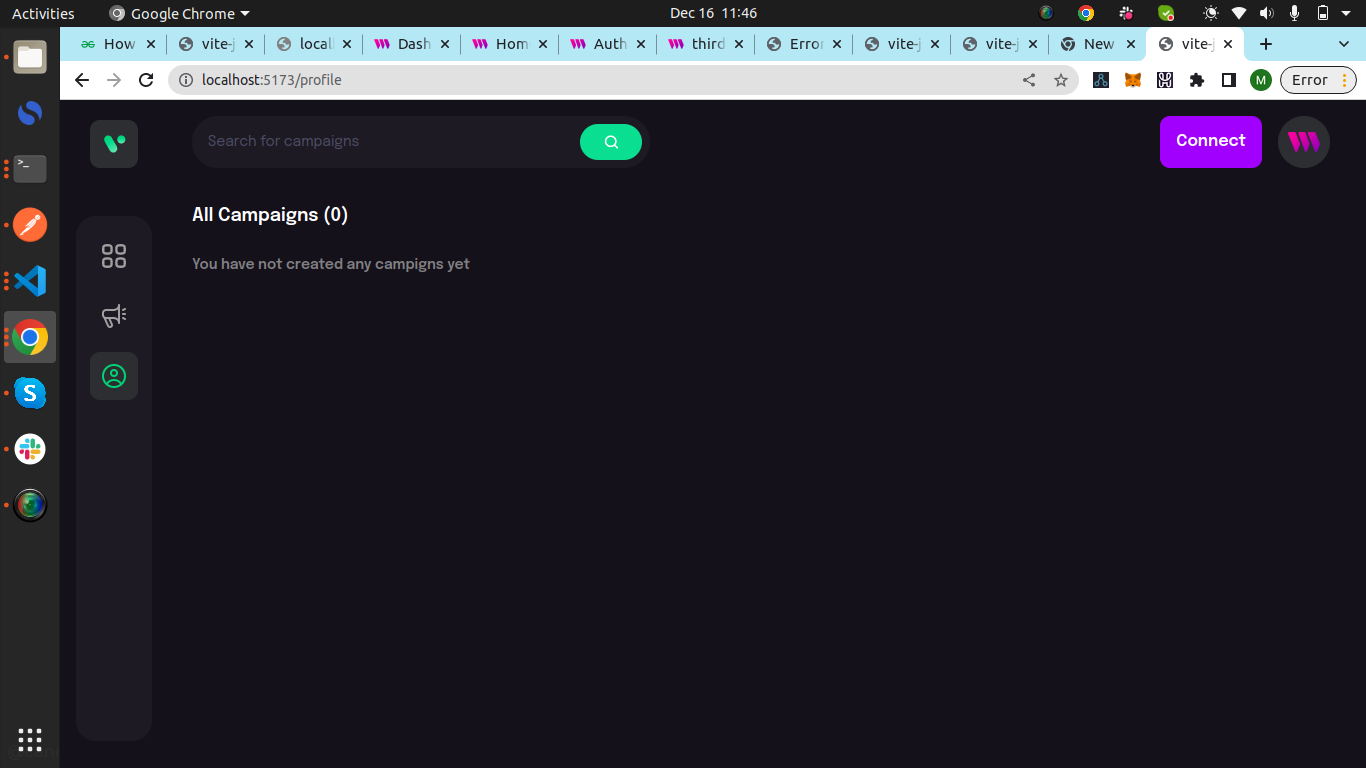 Activities Google Chrome Dec 16 11:46
How vite-j locall Dash Hom Auth third Error vite-j vite-j New vite-j
localhost:5173/profile M Error
Search for campaigns Connect
All Campaigns (0)
You have not created any campigns yet